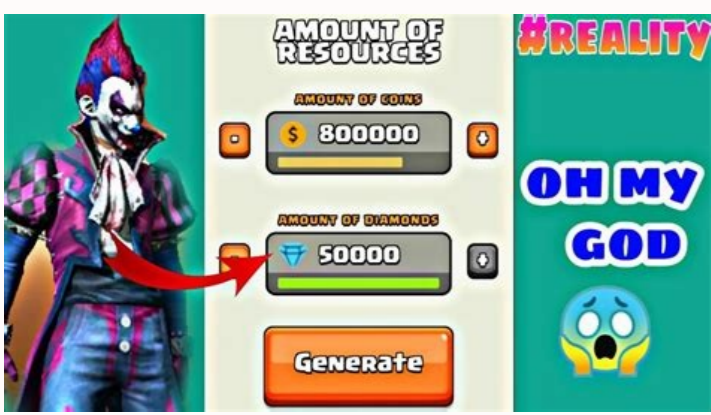 AMOUNT OF
RESOURCES
AMOUNT OF COINS
$ 800000
AMOUNT OF DIAMONDS
50000
Generate
#REALITY
OH MY
GOD